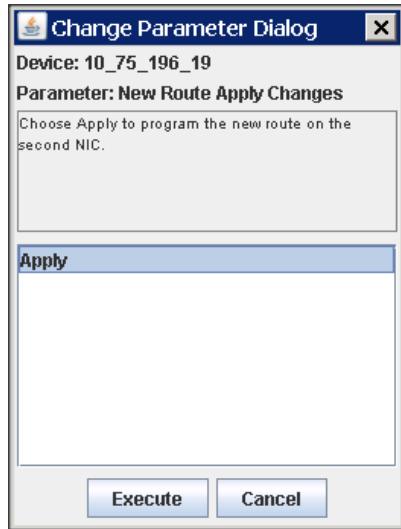 Change Parameter Dialog
Device: 10_75_196_19
Parameter: New Route Apply Changes
Choose Apply to program the new route on the
second NIC.
Apply
Execute Cancel